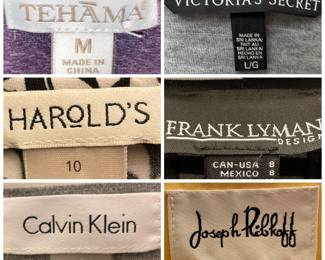 TEHĀMA
M
MADE IN
CHINA
VICTORIA'S SECRET
MADE IN
SRI LANKA/
FAIT AU
SRI LANKA/
HECHO EN
SRI LANKA
L/G
HAROLD'S
10
FRANK LYMAN
DESIGN
CAN-USA 8
MEXICO 8
Calvin Klein
Joseph Ribkoff